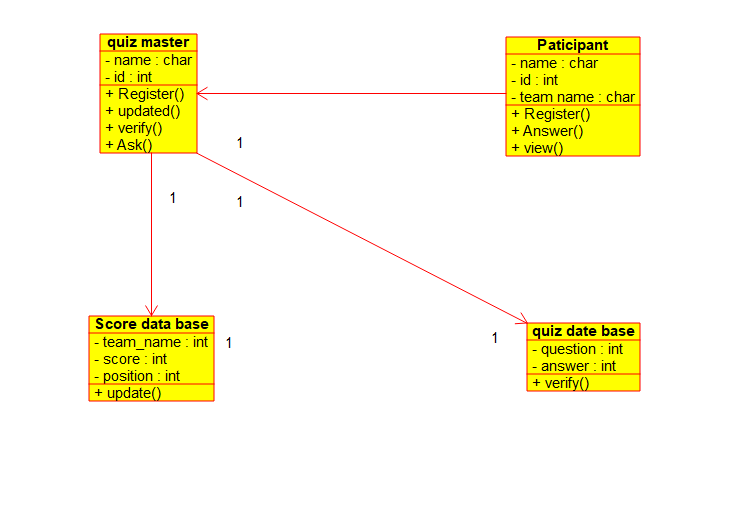 quiz master
- name : char
- id : int
+ Register()
+ updated()
+ verify()
+ Ask()
Paticipant
- name : char
- id : int
- team name : char
+ Register()
+ Answer()
+ view()
1
1
1
Score data base
- team_name : int
- score : int
- position : int
+ update()
1
1
quiz date base
- question : int
- answer : int
+ verify()